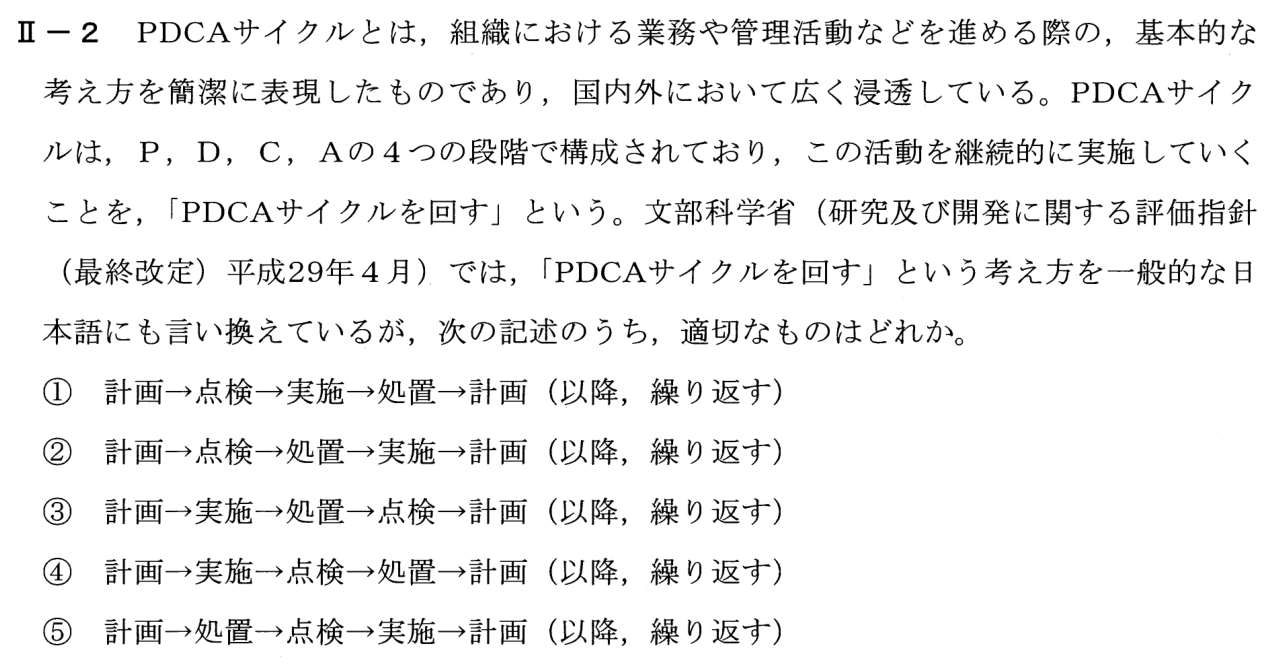 Ⅱ－２　PDCAサイクルとは，組織における業務や管理活動などを進める際の，基本的な
考え方を簡潔に表現したものであり，国内外において広く浸透している。PDCAサイク
ルは，P，D，C，Aの４つの段階で構成されており，この活動を継続的に実施していく
ことを，「PDCAサイクルを回す」という。文部科学省（研究及び開発に関する評価指針
（最終改定）平成29年４月）では，「PDCAサイクルを回す」という考え方を一般的な日
本語にも言い換えているが，次の記述のうち，適切なものはどれか。
①　計画→点検→実施→処置→計画（以降，繰り返す）
②　計画→点検→処置→実施→計画（以降，繰り返す）
③　計画→実施→処置→点検→計画（以降，繰り返す）
④　計画→実施→点検→処置→計画（以降，繰り返す）
⑤　計画→処置→点検→実施→計画（以降，繰り返す）